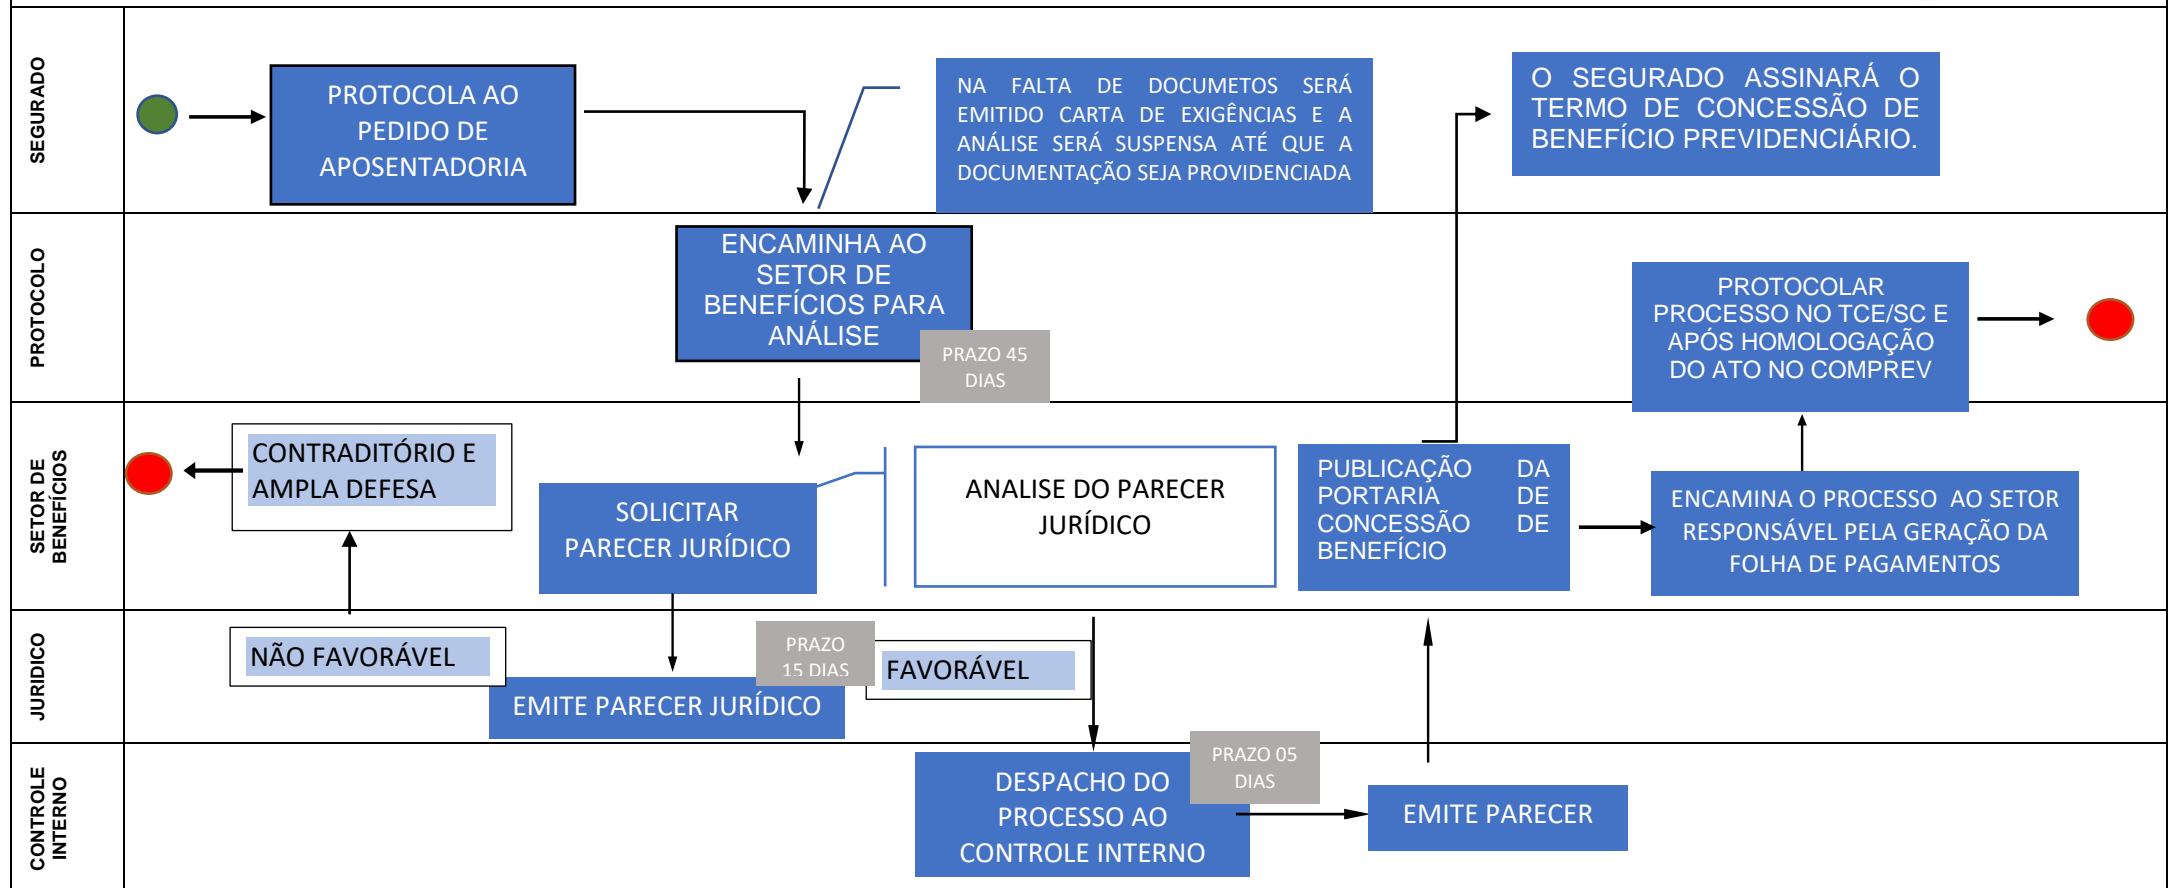 SEGURADO
PROTOCOLA AO
PEDIDO DE
APOSENTADORIA
NA FALTA DE DOCUMETOS SERÁ
EMITIDO CARTA DE EXIGÊNCIAS E A
ANÁLISE SERÁ SUSPENSA ATÉ QUE A
DOCUMENTAÇÃO SEJA PROVIDENCIADA
O SEGURADO ASSINARÁ O
TERMO DE CONCESSÃO DE
BENEFÍCIO PREVIDENCIÁRIO.
PROTOCOLO
ENCAMINHA AO
SETOR DE
BENEFÍCIOS PARA
ANÁLISE
PRAZO 45
DIAS
PROTOCOLAR
PROCESSO NO TCE/SC E
APÓS HOMOLOGAÇÃO
DO ATO NO COMPREV
SETOR DE
BENEFÍCIOS
CONTRADITÓRIO E
AMPLA DEFESA
SOLICITAR
PARECER JURÍDICO
ANALISE DO PARECER
JURÍDICO
PUBLICAÇÃO DA
PORTARIA DE
CONCESSÃO DE
BENEFÍCIO
ENCAMINA O PROCESSO AO SETOR
RESPONSÁVEL PELA GERAÇÃO DA
FOLHA DE PAGAMENTOS
JURIDICO
NÃO FAVORÁVEL
EMITE PARECER JURÍDICO
PRAZO
15 DIAS
FAVORÁVEL
CONTROLE
INTERNO
DESPACHO DO
PROCESSO AO
CONTROLE INTERNO
PRAZO 05
DIAS
EMITE PARECER